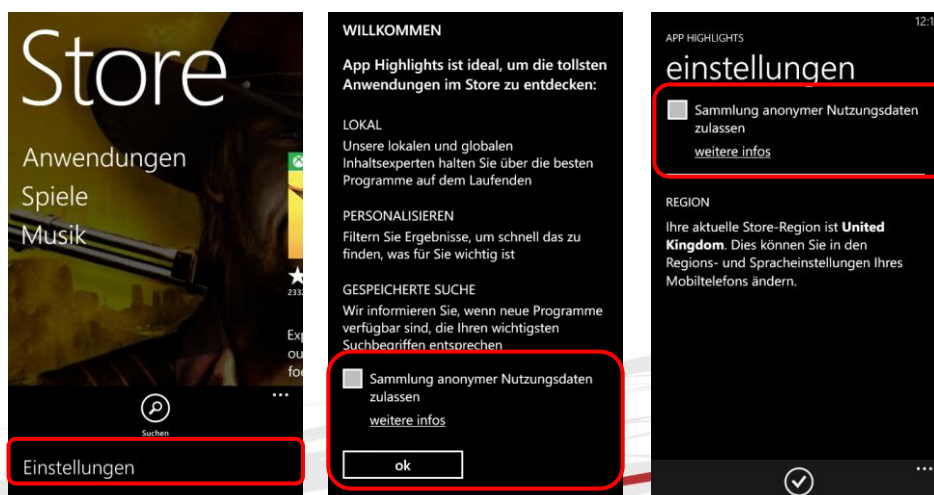 Store
Anwendungen
Spiele
Musik
Suchen
Einstellungen
WILLKOMMEN
App Highlights ist ideal, um die tollsten
Anwendungen im Store zu entdecken:
LOKAL
Unsere lokalen und globalen
Inhaltsexperten halten Sie über die besten
Programme auf dem Laufenden
PERSONALISIEREN
Filtern Sie Ergebnisse, um schnell das zu
finden, was für Sie wichtig ist
GESPEICHERTE SUCHE
Wir informieren Sie, wenn neue Programme
verfügbar sind, die Ihren wichtigsten
Suchbegriffen entsprechen
Sammlung anonymer Nutzungsdaten
zulassen
weitere infos
ok
APP HIGHLIGHTS
einstellungen
Sammlung anonymer Nutzungsdaten
zulassen
weitere infos
REGION
Ihre aktuelle Store-Region ist United
Kingdom. Dies können Sie in den
Regions- und Spracheinstellungen Ihres
Mobiltelefons ändern.